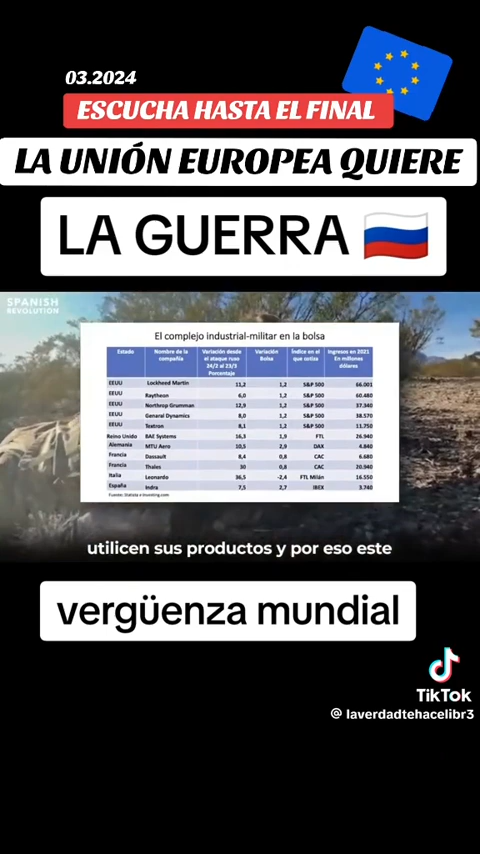 03.2024
ESCUCHA HASTA EL FINAL
LA UNIÓN EUROPEA QUIERE
LA GUERRA
SPANISH
REVOLUTION
El complejo industrial-militar en la bolsa
Estado Nombre de la compañía Variación desde el ataque ruso 24/2 al 23/3 Porcentaje Variación Bolsa Índice en el que cotiza Ingresos en 2021 En millones dólares
EEUU Lockheed Martin 11,2 1,2 S&P 500 66.001
EEUU Raytheon 6,0 1,2 S&P 500 60.480
EEUU Northrop Grumman 12,9 1,2 S&P 500 37.340
EEUU General Dynamics 8,0 1,2 S&P 500 38.570
EEUU Textron 8,1 1,2 S&P 500 11.750
Reino Unido BAE Systems 16,3 1,9 FTL 26.940
Alemania MTU Aero 10,5 2,9 DAX 4.840
Francia Dassault 8,4 0,8 CAC 6.680
Francia Thales 30 0,8 CAC 20.940
Italia Leonardo 36,5 -2,4 FTL Milán 16.550
España Indra 7,5 2,7 IBEX 3.740
Fuente: Statista e Investing.com
utilicen sus productos y por eso este
vergüenza mundial
TikTok
@ laverdadtehacelibr3